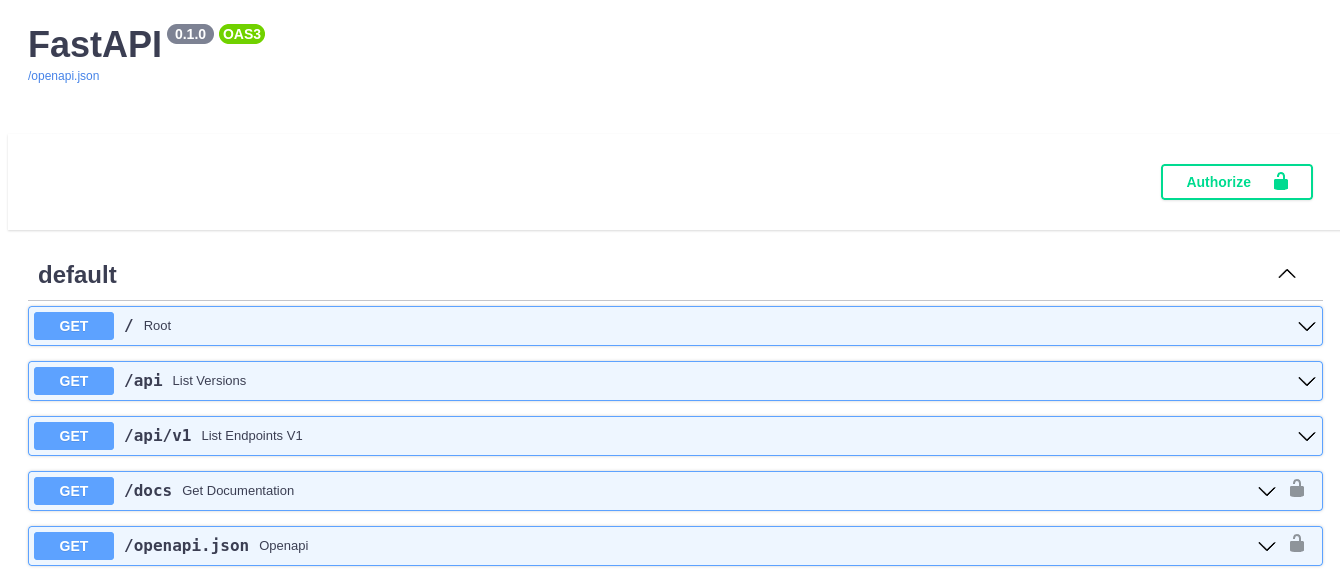 FastAPI 0.1.0 OAS3
/openapi.json
Authorize
default
GET / Root
GET /api List Versions
GET /api/v1 List Endpoints V1
GET /docs Get Documentation
GET /openapi.json Openapi